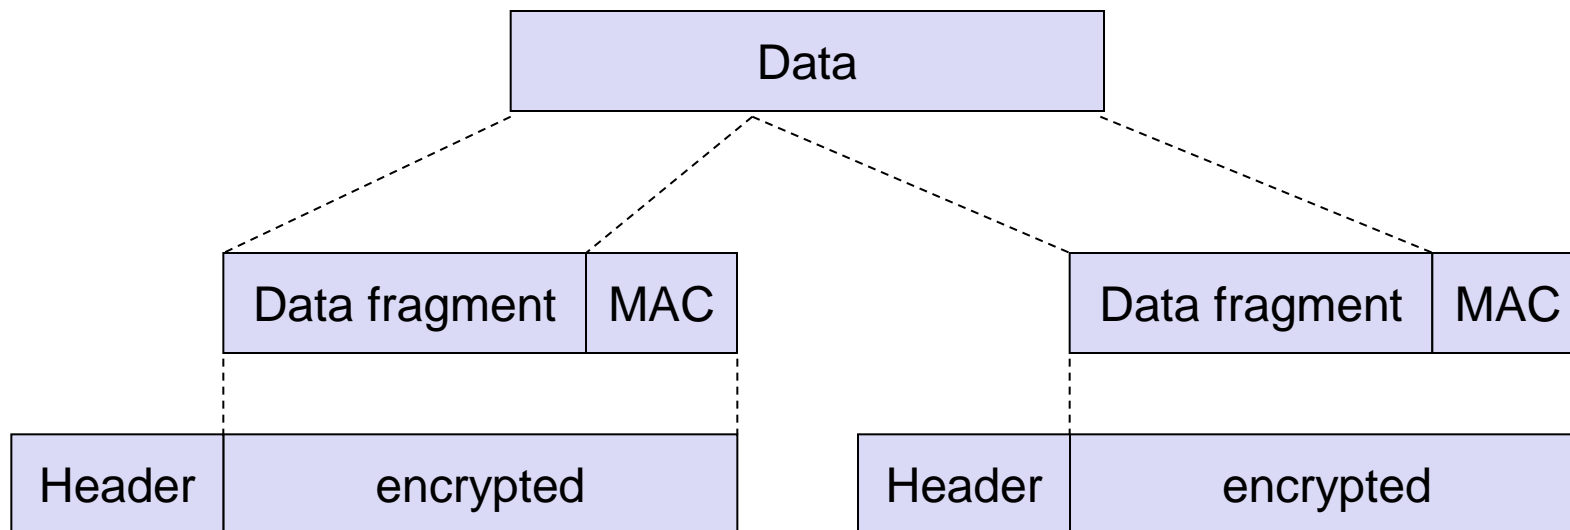 Data
Data fragment MAC Data fragment MAC
Header encrypted Header encrypted